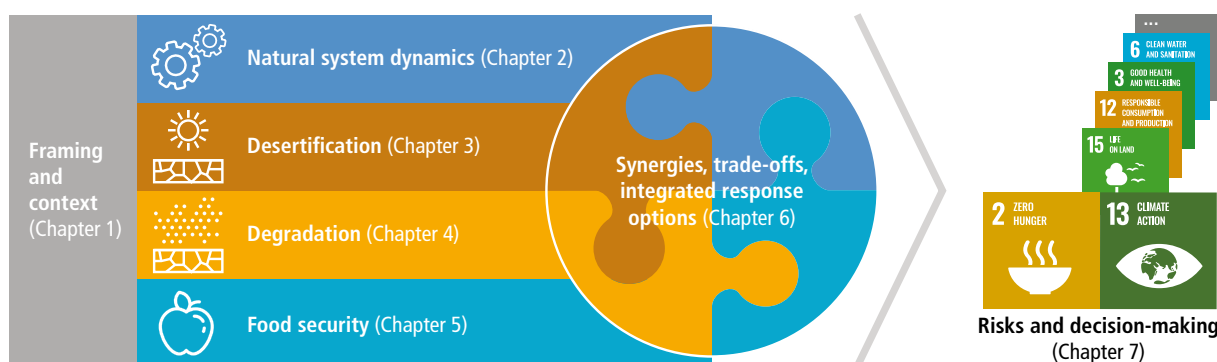 Framing
and
context
(Chapter 1)
Natural system dynamics (Chapter 2)
Desertification (Chapter 3)
Degradation (Chapter 4)
Food security (Chapter 5)
Synergies, trade-offs,
integrated response
options (Chapter 6)
...
6 CLEAN WATER
AND SANITATION
3 GOOD HEALTH
AND WELL-BEING
12 RESPONSIBLE
CONSUMPTION
AND PRODUCTION
15 LIFE
ON LAND
2 ZERO
HUNGER
13 CLIMATE
ACTION
Risks and decision-making
(Chapter 7)